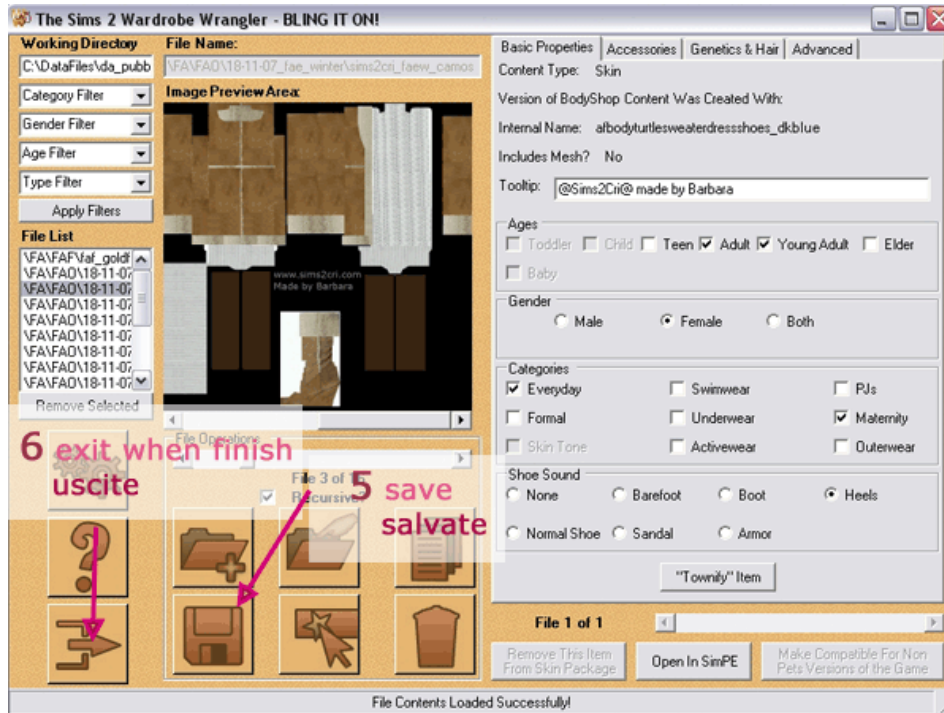 The Sims 2 Wardrobe Wrangler - BLING IT ON!
Working Directory
C:\DataFiles\da_pubb
Category Filter
Gender Filter
Age Filter
Type Filter
Apply Filters
File List
\FA\FAF\faf_goldf
\FA\FAO\18-11-07
\FA\FAO\18-11-07
\FA\FAO\18-11-07
\FA\FAO\18-11-07
\FA\FAO\18-11-07
\FA\FAO\18-11-07
\FA\FAO\18-11-07
\FA\FAO\18-11-07
Remove Selected
File Name:
\FA\FAO\18-11-07_fae_winter\sims2cri_faew_camos
Image Preview Area:
www.sims2cri.com
Made by Barbara
File Operations
File 3 of 16
Recursive?
6 exit when finish
uscite
5 save
salvate
Basic Properties
Accessories
Genetics & Hair
Advanced
Content Type: Skin
Version of BodyShop Content Was Created With:
Internal Name: afbodyturtlesweaterdressshoes_dkblue
Includes Mesh? No
Tooltip: @Sims2Cri@ made by Barbara
Ages
Toddler Child Teen Adult Young Adult Elder
Baby
Gender
Male Female Both
Categories
Everyday Swimwear PJs
Formal Underwear Maternity
Skin Tone Activewear Outerwear
Shoe Sound
None Barefoot Boot Heels
Normal Shoe Sandal Armor
"Townify" Item
File 1 of 1
Remove This Item
From Skin Package
Open In SimPE
Make Compatible For Non
Pets Versions of the Game
File Contents Loaded Successfully!